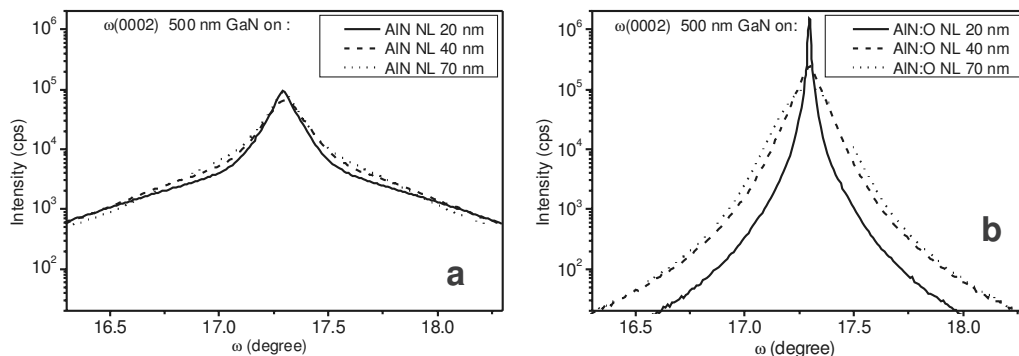 ω(0002) 500 nm GaN on :
AlN NL 20 nm
AlN NL 40 nm
AlN NL 70 nm
10⁶
10⁵
10⁴
10³
10²
Intensity (cps)
16.5 17.0 17.5 18.0
ω (degree)
a
ω(0002) 500 nm GaN on:
AlN:O NL 20 nm
AlN:O NL 40 nm
AlN:O NL 70 nm
10⁶
10⁵
10⁴
10³
10²
Intensity (cps)
16.5 17.0 17.5 18.0
ω (degree)
b